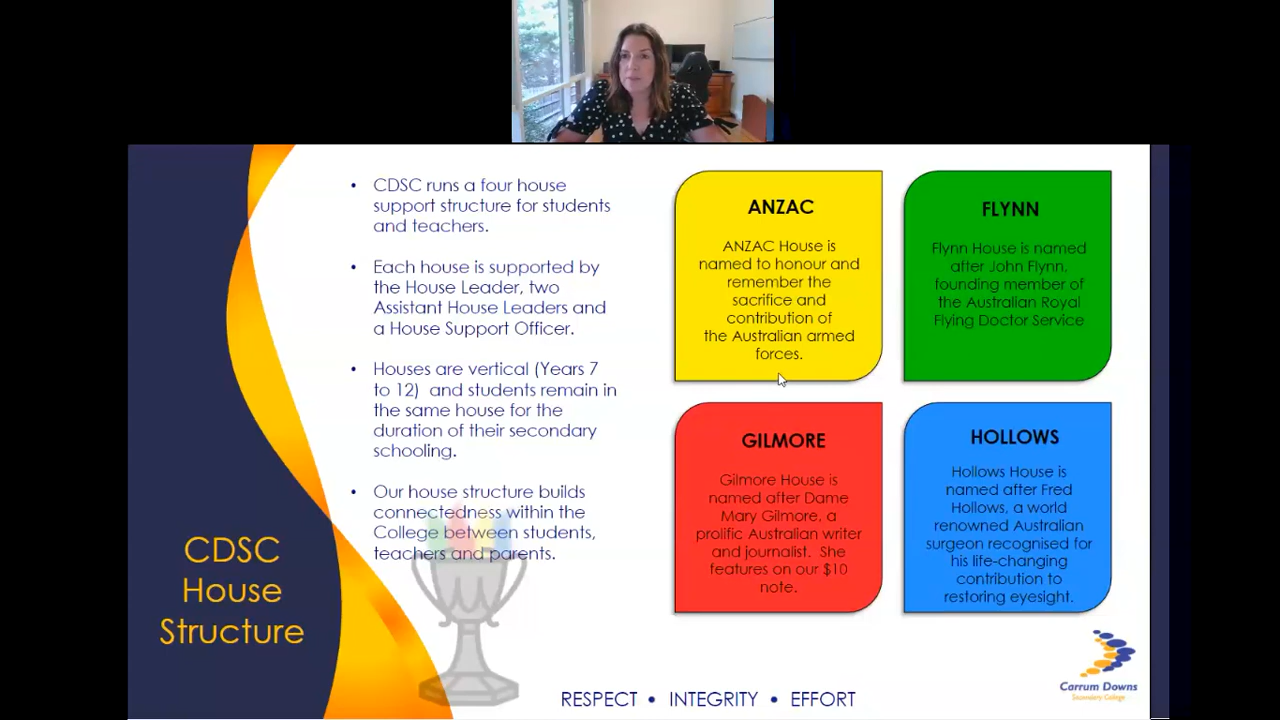 • CDSC runs a four house
support structure for students
and teachers.
• Each house is supported by
the House Leader, two
Assistant House Leaders and
a House Support Officer.
• Houses are vertical (Years 7
to 12)  and students remain in
the same house for the
duration of their secondary
schooling.
• Our house structure builds
connectedness within the
College between students,
teachers and parents.
CDSC
House
Structure
ANZAC
ANZAC House is
named to honour and
remember the
sacrifice and
contribution of
the Australian armed
forces.
FLYNN
Flynn House is named
after John Flynn,
founding member of
the Australian Royal
Flying Doctor Service
GILMORE
Gilmore House is
named after Dame
Mary Gilmore, a
prolific Australian writer
and journalist.  She
features on our $10
note.
HOLLOWS
Hollows House is
named after Fred
Hollows, a world
renowned Australian
surgeon recognised for
his life-changing
contribution to
restoring eyesight.
RESPECT • INTEGRITY • EFFORT
Carrum Downs
Secondary College